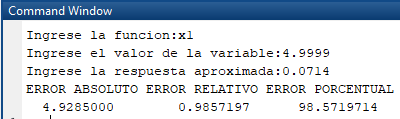 Command Window
Ingrese la funcion:x1
Ingrese el valor de la variable:4.9999
Ingrese la respuesta aproximada:0.0714
ERROR ABSOLUTO ERROR RELATIVO ERROR PORCENTUAL
4.9285000 0.9857197 98.5719714